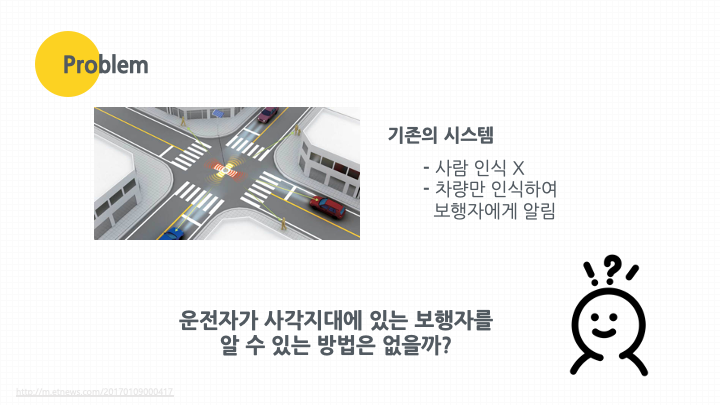 Problem
기존의 시스템
- 사람 인식 X
- 차량만 인식하여
보행자에게 알림
운전자가 사각지대에 있는 보행자를
알 수 있는 방법은 없을까?
http://m.etnews.com/20170109000417